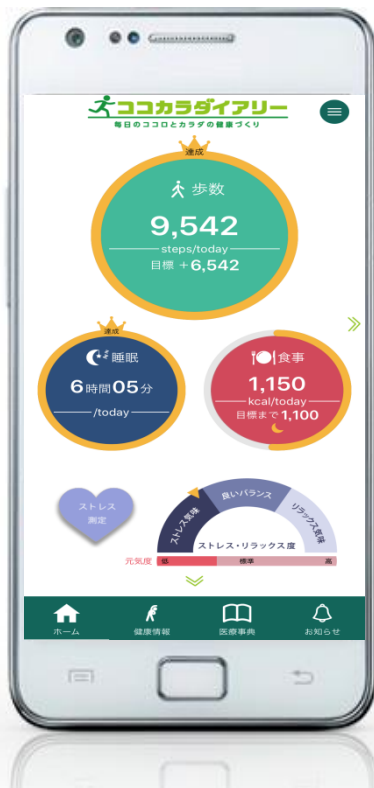 ココカラダイアリー
毎日のココロとカラダの健康づくり
達成
歩数
9,542
steps/today
目標 +6,542
達成
睡眠
6時間05分
/today
食事
1,150
kcal/today
目標まで1,100
ストレス
測定
ストレス気味
良いバランス
リラックス気味
ストレス・リラックス度
元気度 低 標準 高
ホーム 健康情報 医療事典 お知らせ